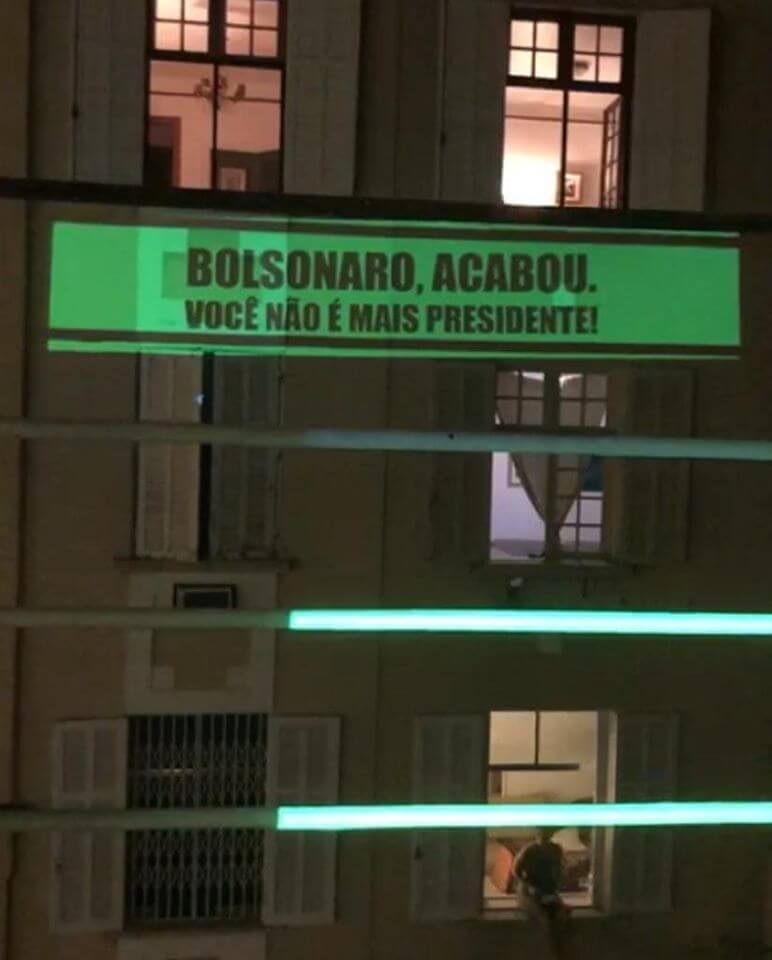 BOLSONARO, ACABOU.
VOCÊ NÃO É MAIS PRESIDENTE!